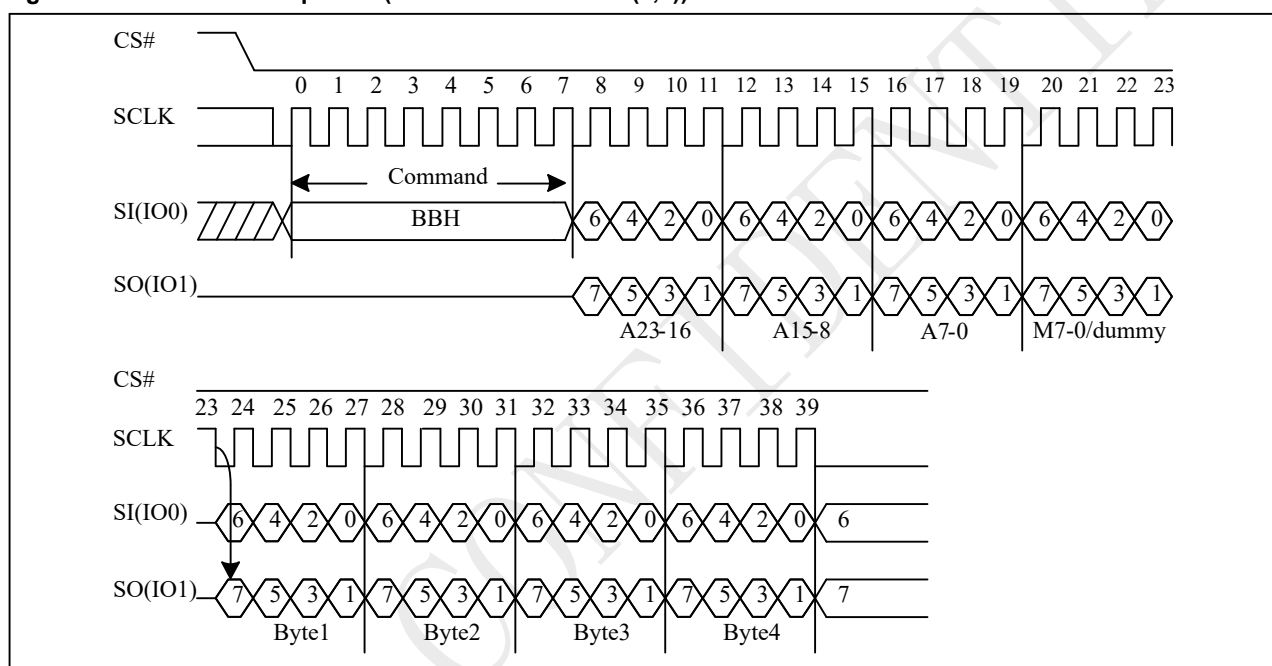 CS#
0 1 2 3 4 5 6 7 8 9 10 11 12 13 14 15 16 17 18 19 20 21 22 23
SCLK
Command
SI(IO0) BBH 6 4 2 0 6 4 2 0 6 4 2 0 6 4 2 0
SO(IO1) 7 5 3 1 7 5 3 1 7 5 3 1 7 5 3 1
A23-16 A15-8 A7-0 M7-0/dummy
CS#
23 24 25 26 27 28 29 30 31 32 33 34 35 36 37 38 39
SCLK
SI(IO0) 6 4 2 0 6 4 2 0 6 4 2 0 6 4 2 0 6
SO(IO1) 7 5 3 1 7 5 3 1 7 5 3 1 7 5 3 1 7
Byte1 Byte2 Byte3 Byte4